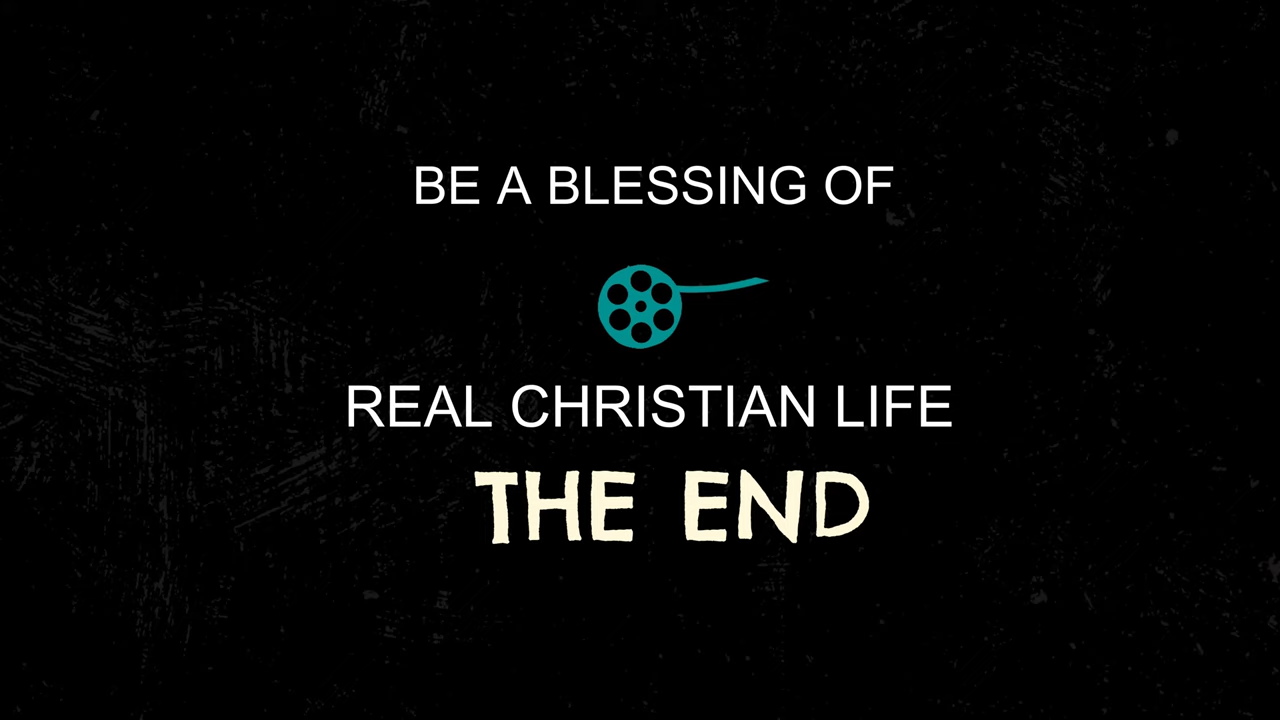 BE A BLESSING OF
REAL CHRISTIAN LIFE
THE END